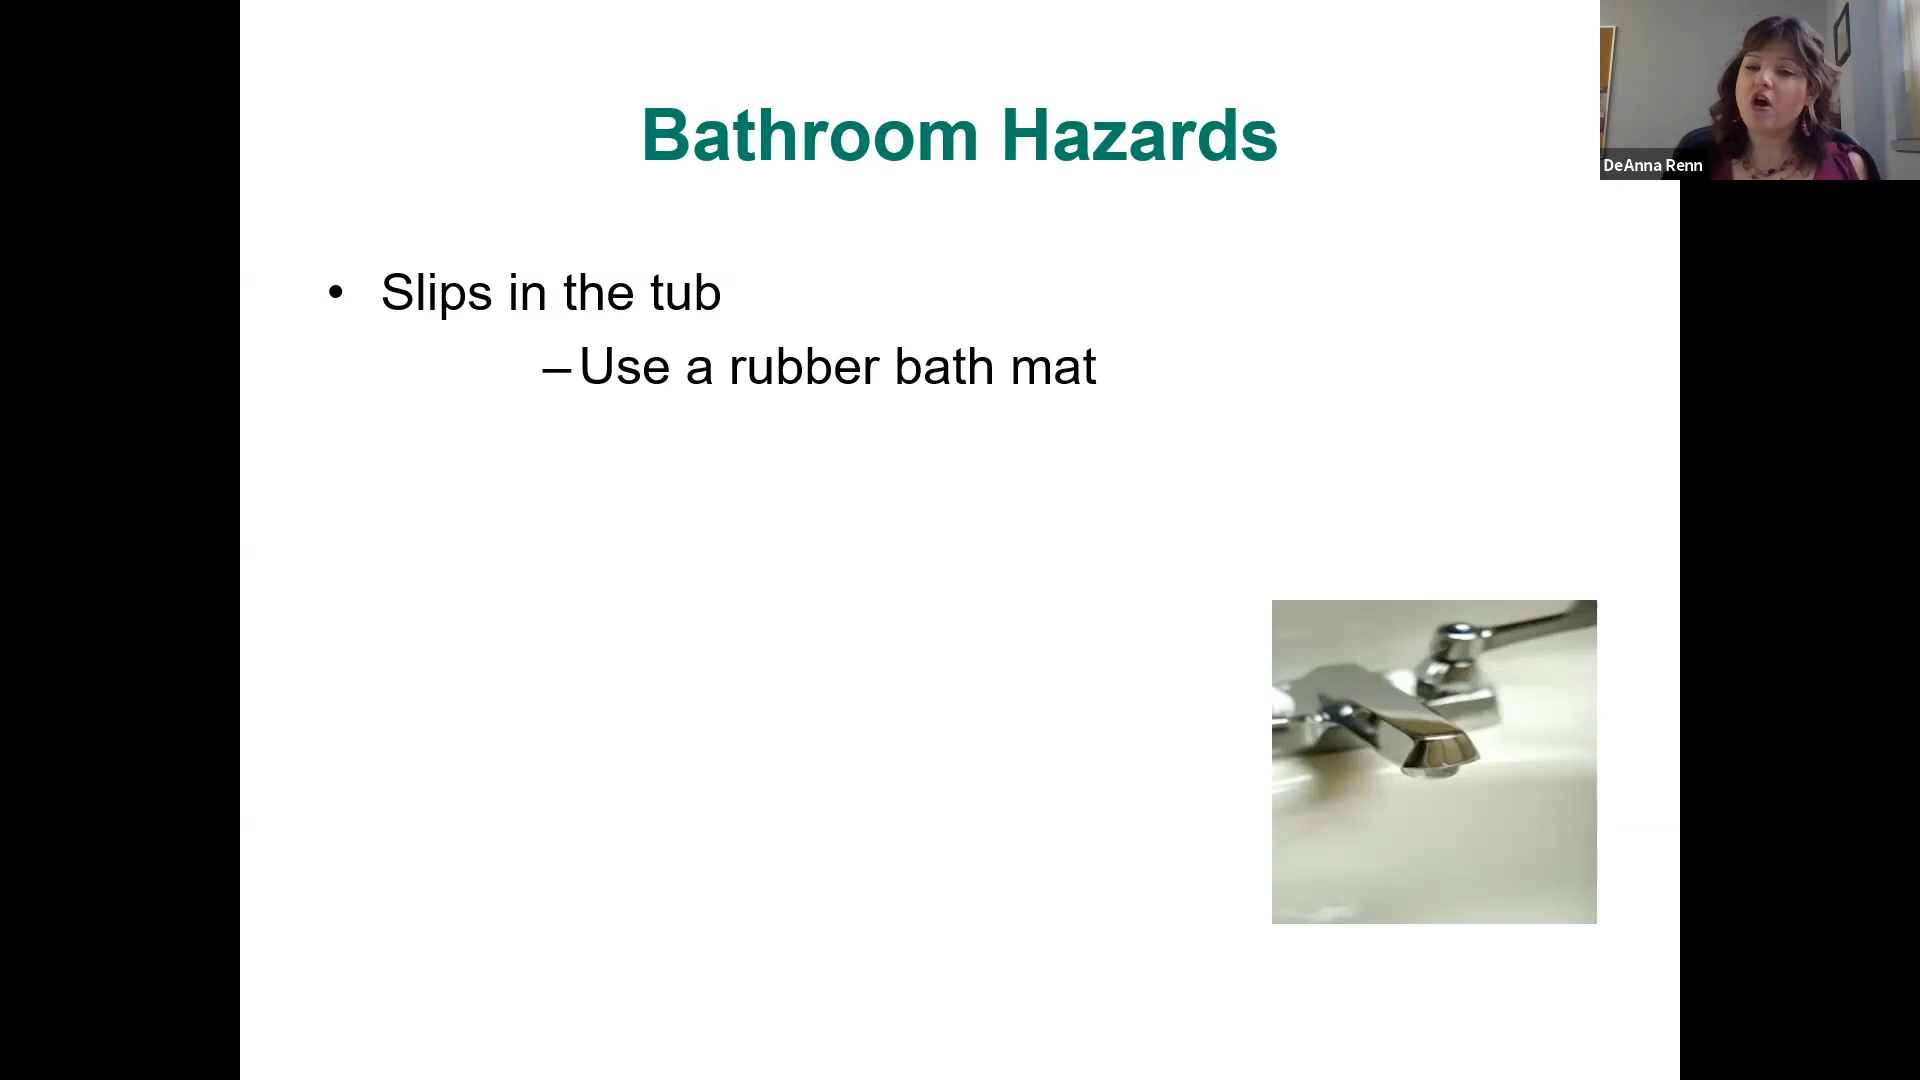 Bathroom Hazards
DeAnna Renn
• Slips in the tub
–Use a rubber bath mat